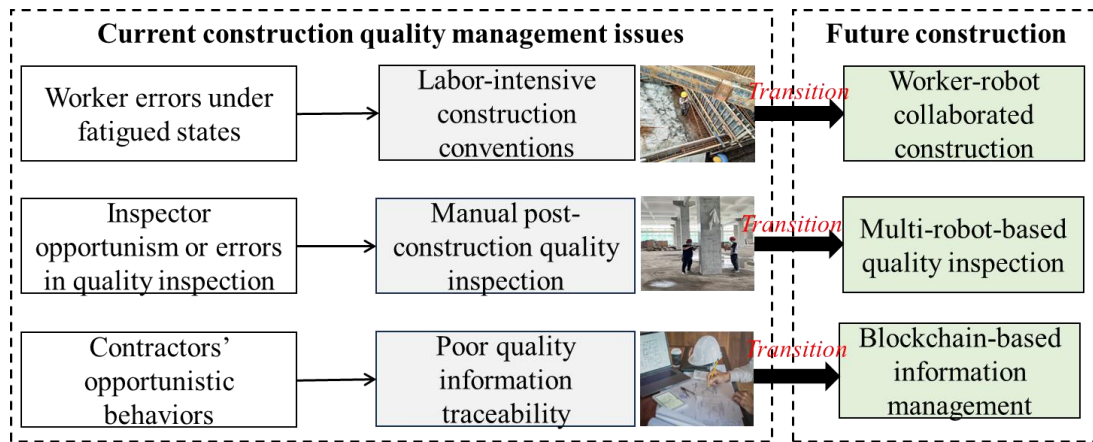 Current construction quality management issues
Future construction
Worker errors under
fatigued states
Labor-intensive
construction
conventions
Transition
Worker-robot
collaborated
construction
Inspector
opportunism or errors
in quality inspection
Manual post-
construction quality
inspection
Transition
Multi-robot-based
quality inspection
Contractors’
opportunistic
behaviors
Poor quality
information
traceability
Transition
Blockchain-based
information
management